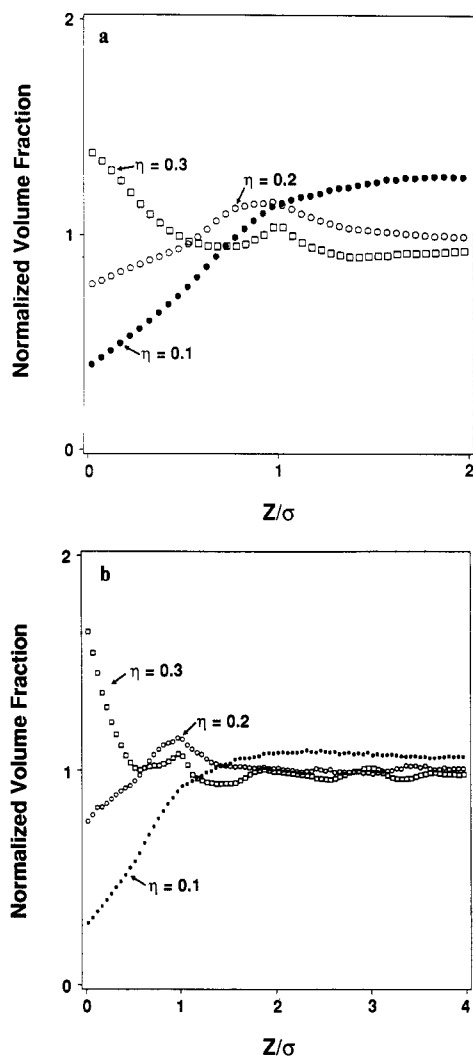 a
2
η = 0.3
η = 0.2
1
η = 0.1
0
Normalized Volume Fraction
0
1
2
Z/σ
b
2
η = 0.3
η = 0.2
1
η = 0.1
0
Normalized Volume Fraction
0
1
2
3
4
Z/σ